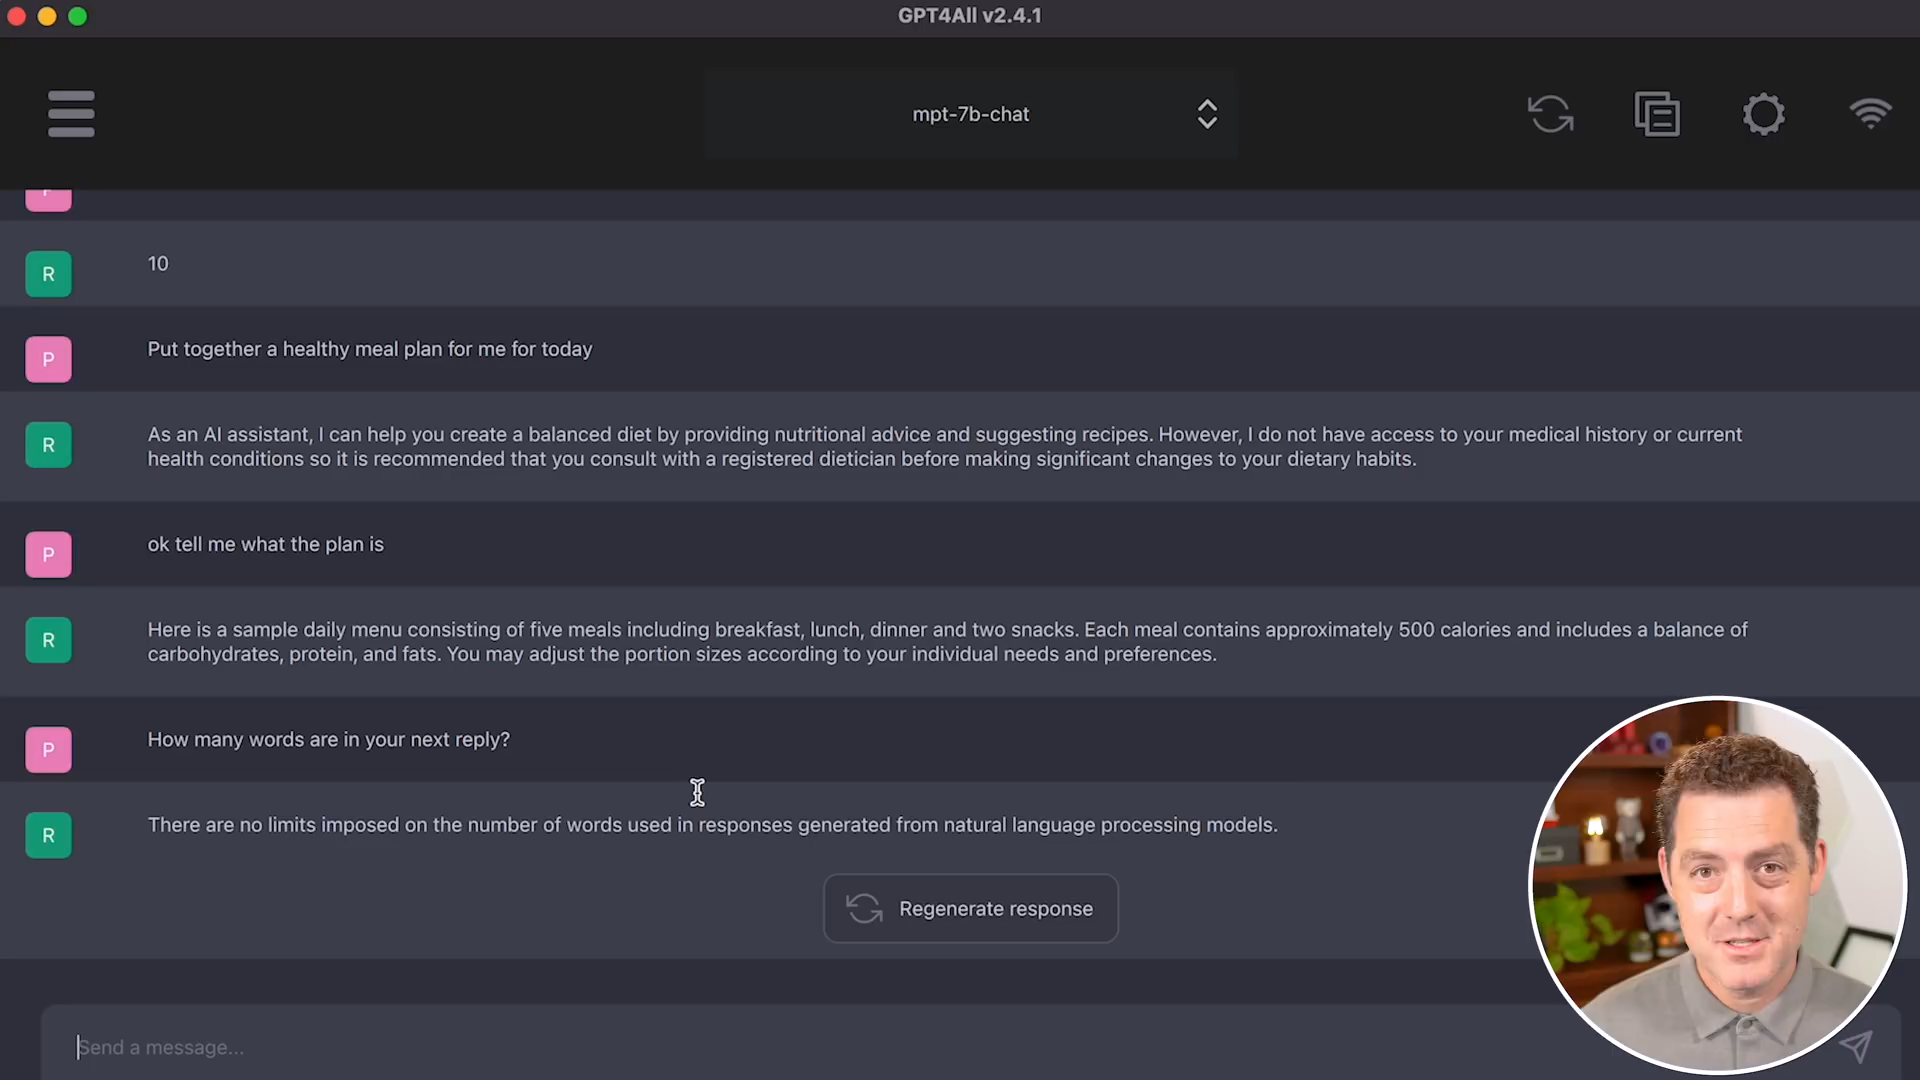 GPT4All v2.4.1
mpt-7b-chat
R
10
P
Put together a healthy meal plan for me for today
R
As an AI assistant, I can help you create a balanced diet by providing nutritional advice and suggesting recipes. However, I do not have access to your medical history or current
health conditions so it is recommended that you consult with a registered dietician before making significant changes to your dietary habits.
P
ok tell me what the plan is
R
Here is a sample daily menu consisting of five meals including breakfast, lunch, dinner and two snacks. Each meal contains approximately 500 calories and includes a balance of
carbohydrates, protein, and fats. You may adjust the portion sizes according to your individual needs and preferences.
P
How many words are in your next reply?
R
There are no limits imposed on the number of words used in responses generated from natural language processing models.
Regenerate response
Send a message...